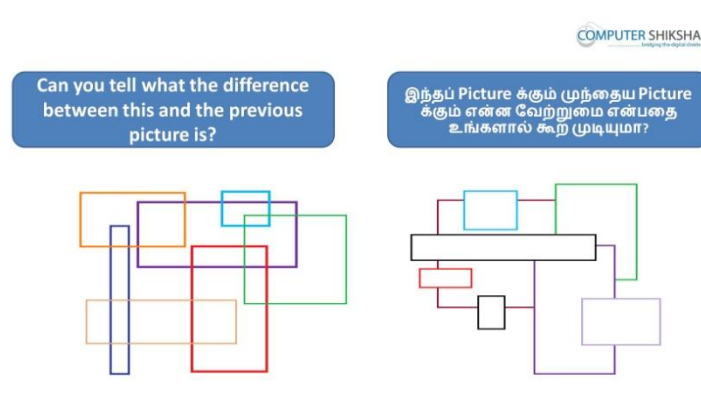 COMPUTER SHIKSHA
bridging the digital divide
Can you tell what the difference
between this and the previous
picture is?
இந்தப் Picture க்கும் முந்தைய Picture
க்கும் என்ன வேற்றுமை என்பதை
உங்களால் கூற முடியுமா?